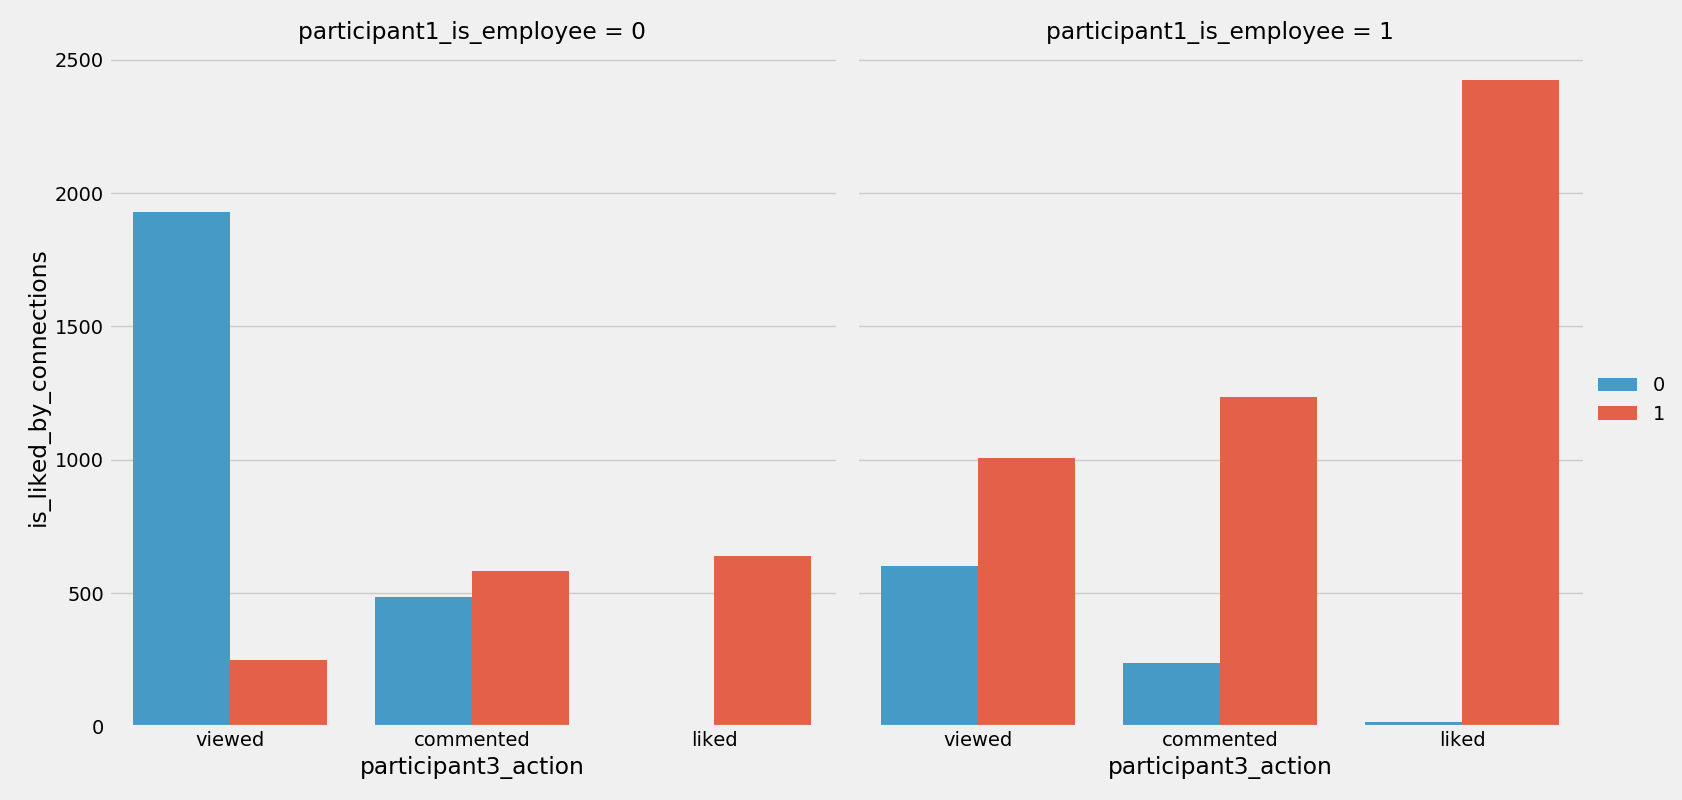 participant1_is_employee = 0
participant1_is_employee = 1
2500
2000
1500
1000
500
0
is_liked_by_connections
viewed
commented
liked
participant3_action
viewed
commented
liked
participant3_action
0
1